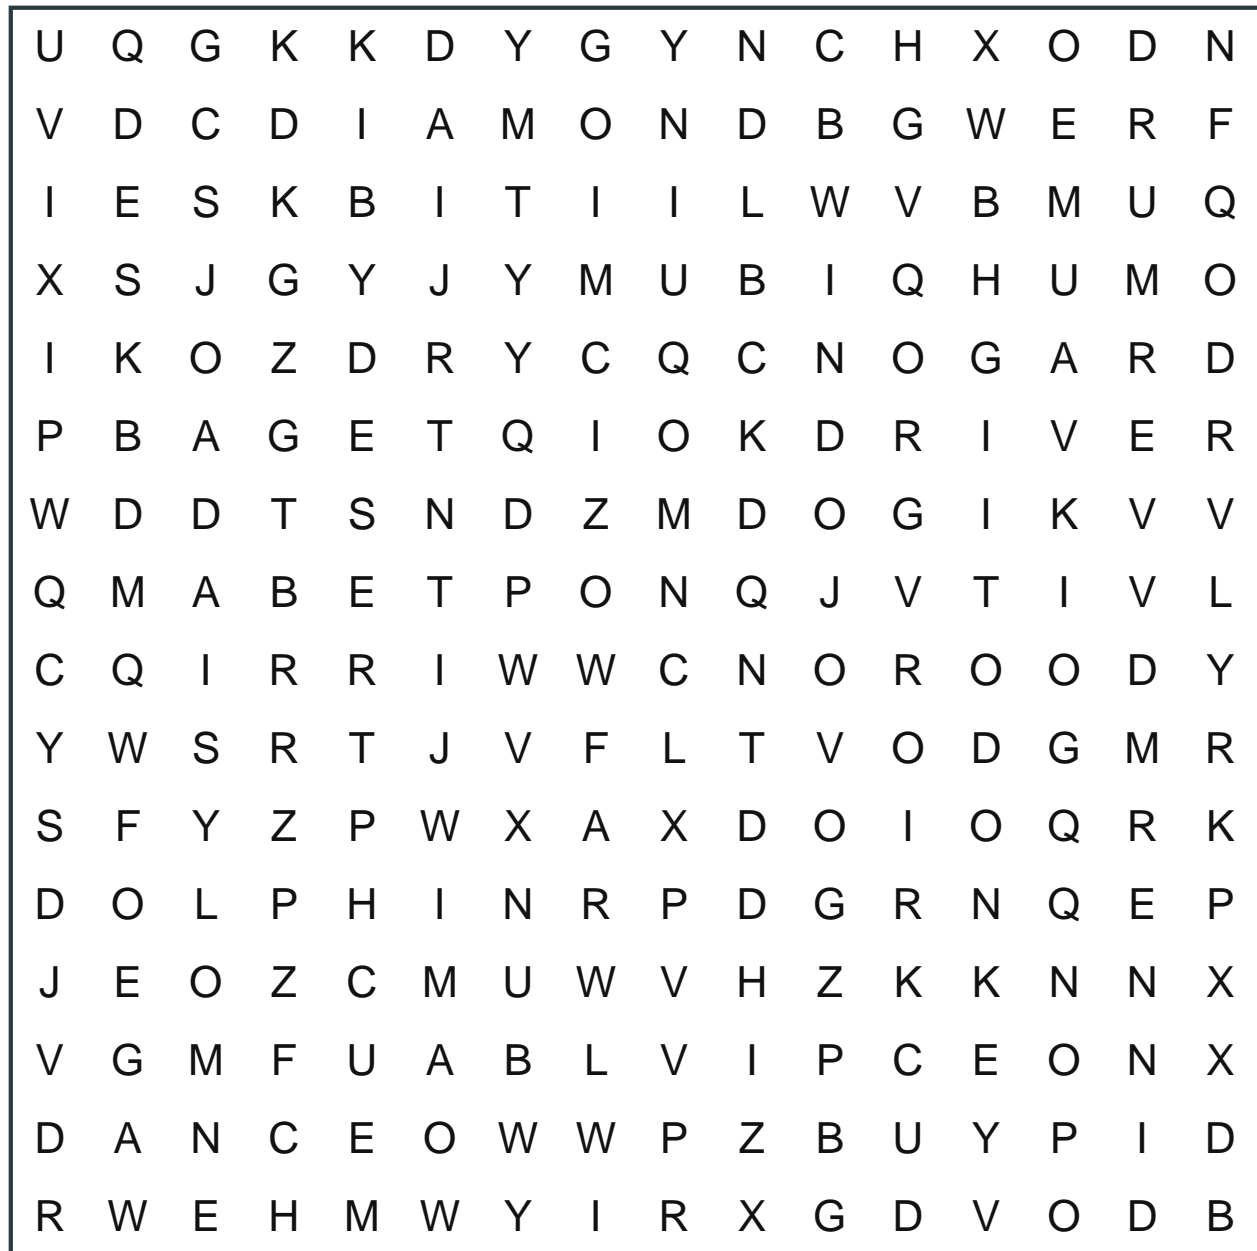 U Q G K K D Y G Y N C H X O D N
V D C D I A M O N D B G W E R F
I E S K B I T I I L W V B M U Q
X S J G Y J Y M U B I Q H U M O
I K O Z D R Y C Q C N O G A R D
P B A G E T Q I O K D R I V E R
W D D T S N D Z M D O G I K V V
Q M A B E T P O N Q J V T I V L
C Q I R R I W W C N O R O O D Y
Y W S R T J V F L T V O D G M R
S F Y Z P W X A X D O I O Q R K
D O L P H I N R P D G R N Q E P
J E O Z C M U W V H Z K K N N X
V G M F U A B L V I P C E O N X
D A N C E O W W P Z B U Y P I D
R W E H M W Y I R X G D V O D B